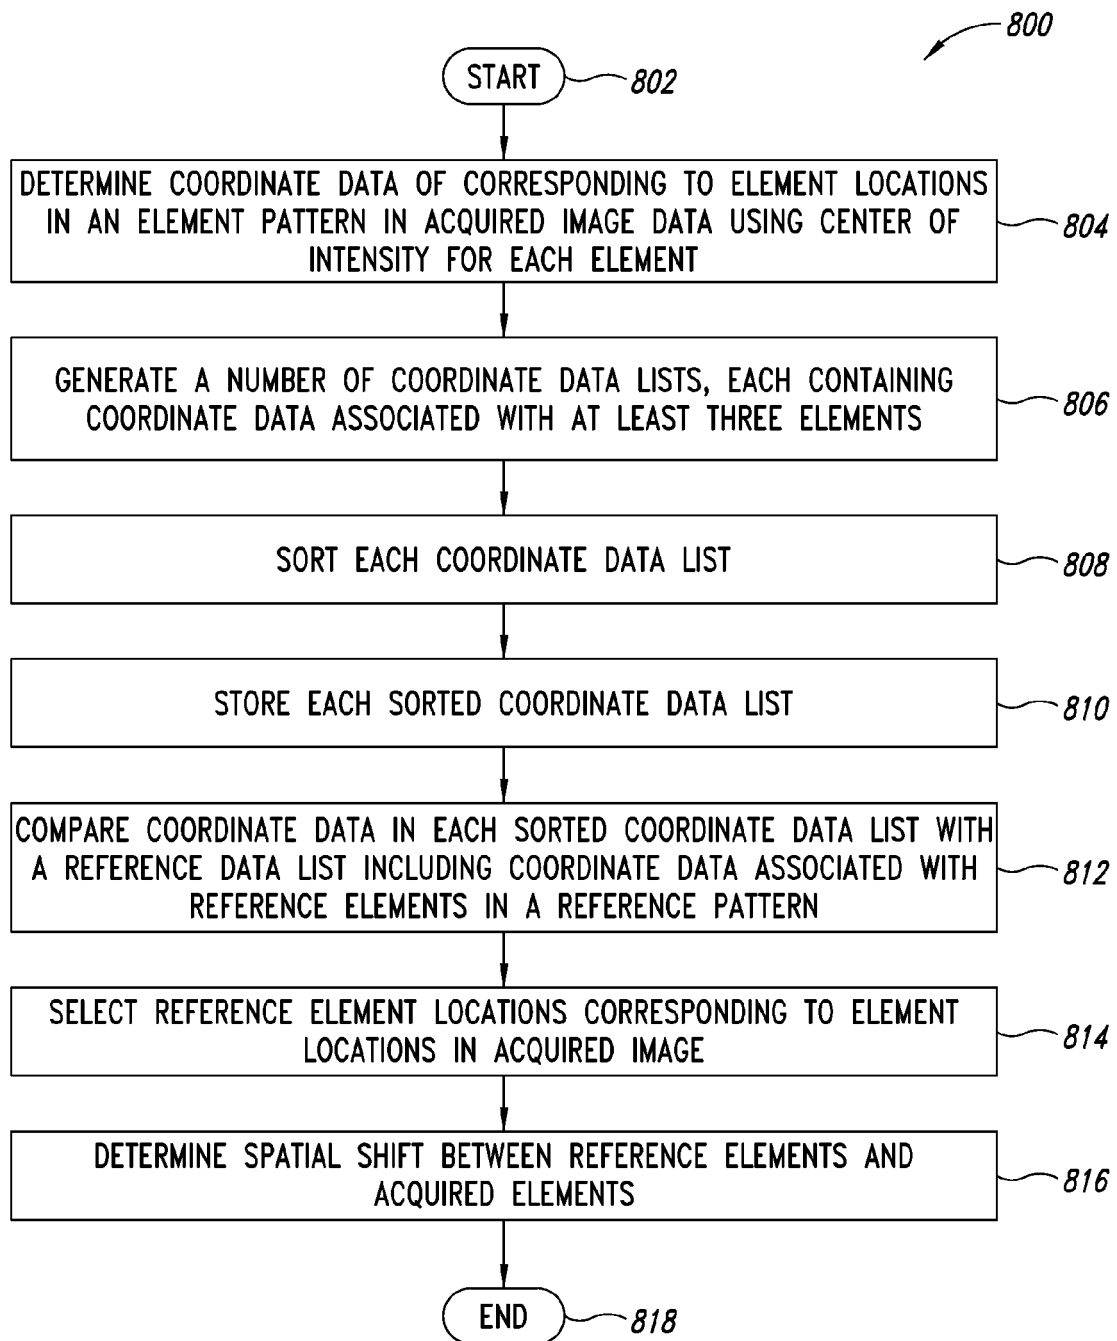 800
START
802
DETERMINE COORDINATE DATA OF CORRESPONDING TO ELEMENT LOCATIONS
IN AN ELEMENT PATTERN IN ACQUIRED IMAGE DATA USING CENTER OF
INTENSITY FOR EACH ELEMENT
804
GENERATE A NUMBER OF COORDINATE DATA LISTS, EACH CONTAINING
COORDINATE DATA ASSOCIATED WITH AT LEAST THREE ELEMENTS
806
SORT EACH COORDINATE DATA LIST
808
STORE EACH SORTED COORDINATE DATA LIST
810
COMPARE COORDINATE DATA IN EACH SORTED COORDINATE DATA LIST WITH
A REFERENCE DATA LIST INCLUDING COORDINATE DATA ASSOCIATED WITH
REFERENCE ELEMENTS IN A REFERENCE PATTERN
812
SELECT REFERENCE ELEMENT LOCATIONS CORRESPONDING TO ELEMENT
LOCATIONS IN ACQUIRED IMAGE
814
DETERMINE SPATIAL SHIFT BETWEEN REFERENCE ELEMENTS AND
ACQUIRED ELEMENTS
816
END
818